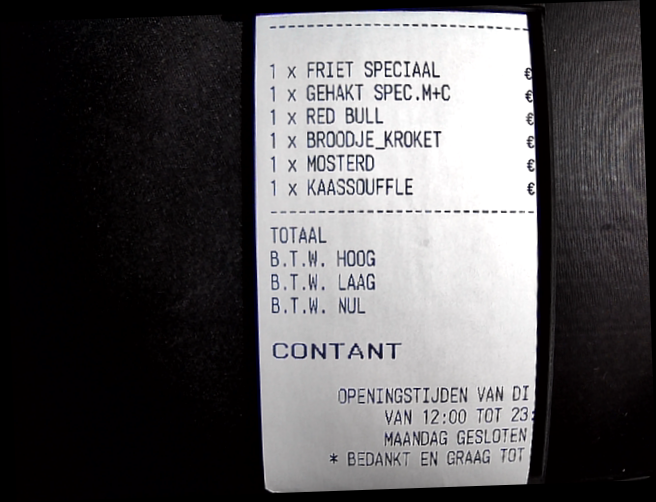 1 x FRIET SPECIAAL €
1 x GEHAKT SPEC.M+C €
1 x RED BULL €
1 x BROODJE_KROKET €
1 x MOSTERD €
1 x KAASSOUFFLE €
TOTAAL
B.T.W. HOOG
B.T.W. LAAG
B.T.W. NUL
CONTANT
OPENINGSTIJDEN VAN DI
VAN 12:00 TOT 23:
MAANDAG GESLOTEN
* BEDANKT EN GRAAG TOT